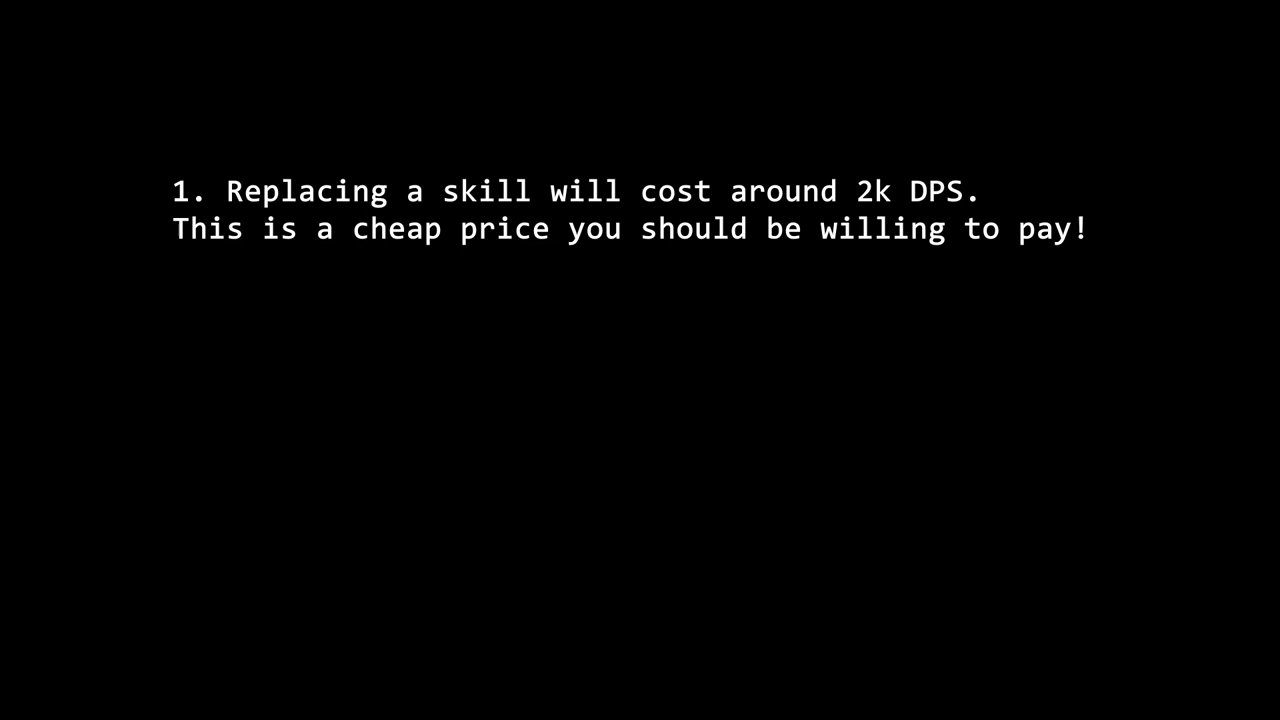 1. Replacing a skill will cost around 2k DPS.
This is a cheap price you should be willing to pay!